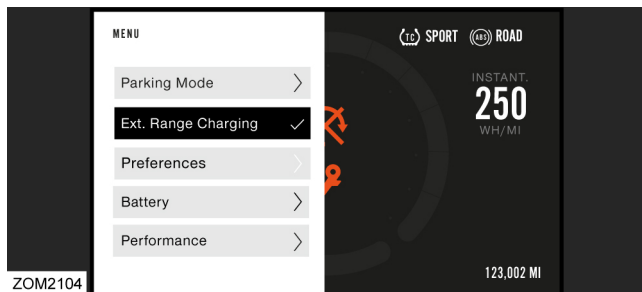 MENU
Parking Mode
Ext. Range Charging
Preferences
Battery
Performance
TC SPORT ABS ROAD
INSTANT.
250
WH/MI
123,002 MI
ZOM2104